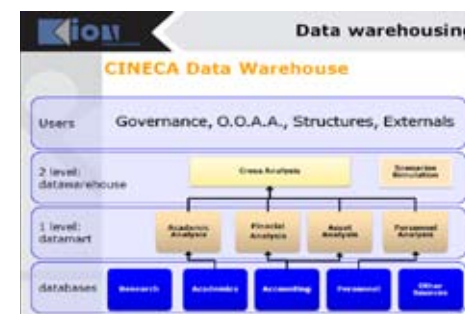 Kion
Data warehousing
CINECA Data Warehouse
Users
Governance, O.O.A.A., Structures, Externals
2 level:
datawarehouse
Cross Analysis
Scenarios
Simulation
1 level:
datamart
Academic
Analysis
Financial
Analysis
Asset
Analysis
Personnel
Analysis
databases
Research
Academics
Accounting
Personnel
Other
Sources